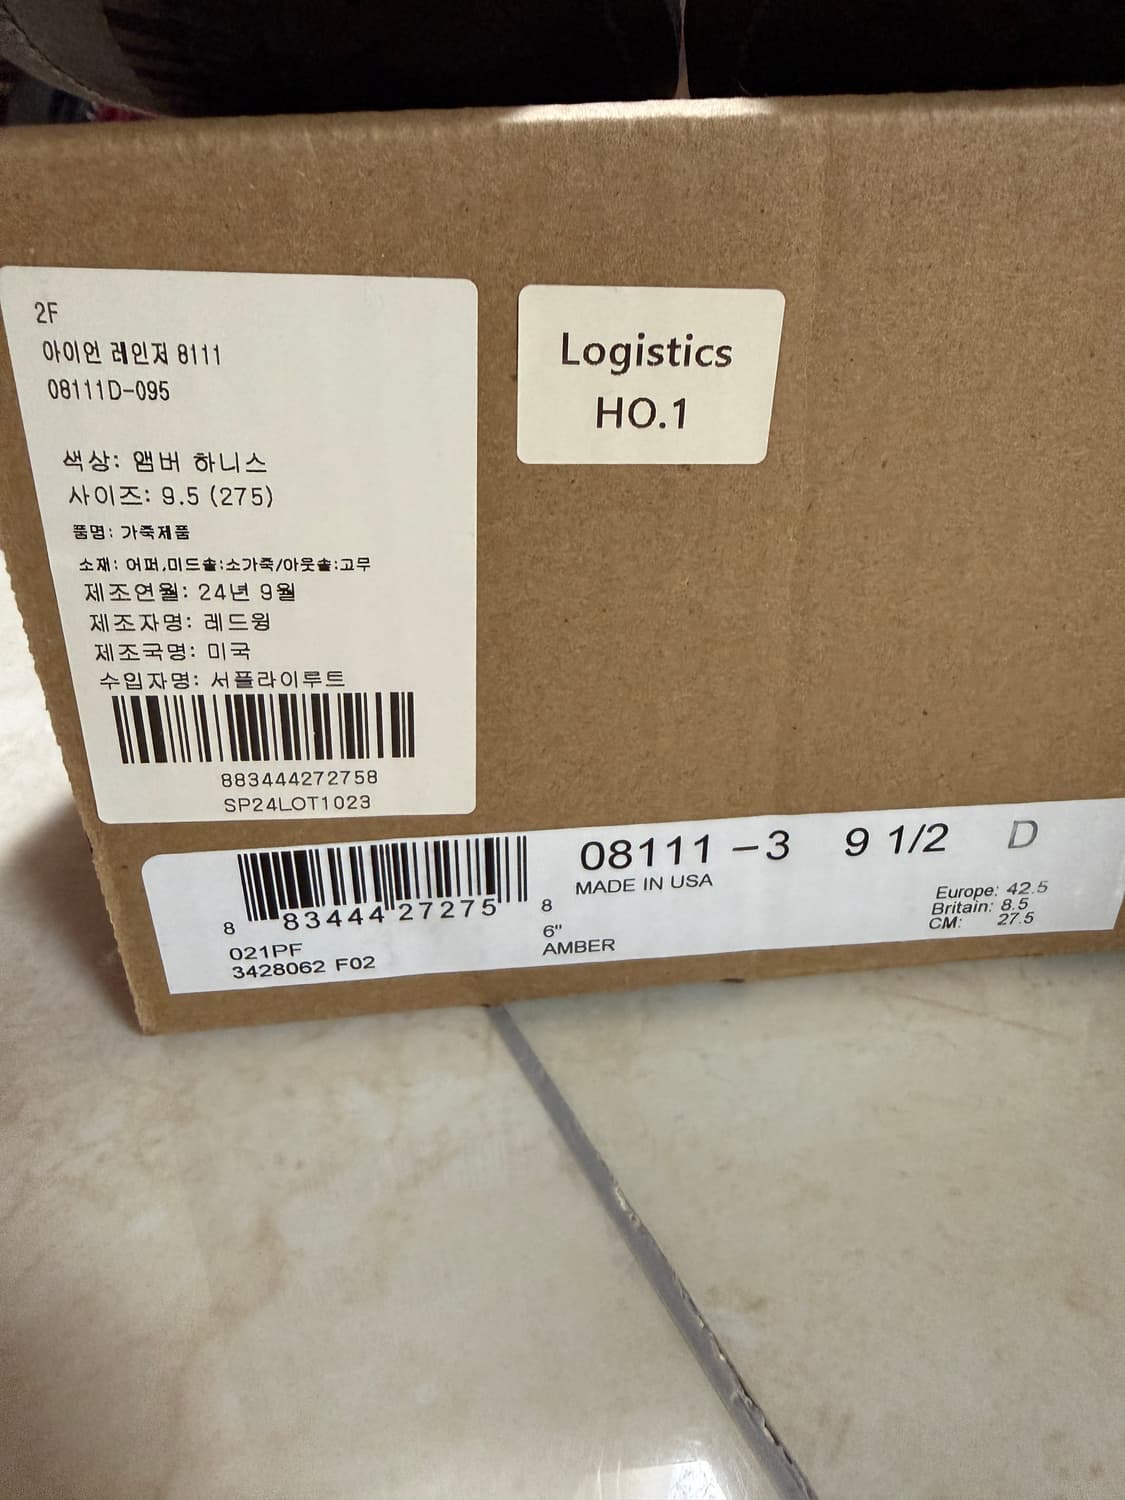 2F
아이언 레인저 8111
08111D-095
색상: 앰버 하니스
사이즈: 9.5 (275)
품명: 가죽제품
소재: 어퍼,미드솔:소가죽/아웃솔:고무
제조연월: 24년 9월
제조자명: 레드윙
제조국명: 미국
수입자명: 서플라이루트
883444272758
SP24LOT1023
Logistics
HO.1
8 83444 27275 8
021PF
3428062 F02
08111 -3 9 1/2 D
MADE IN USA
6"
AMBER
Europe: 42.5
Britain: 8.5
CM: 27.5